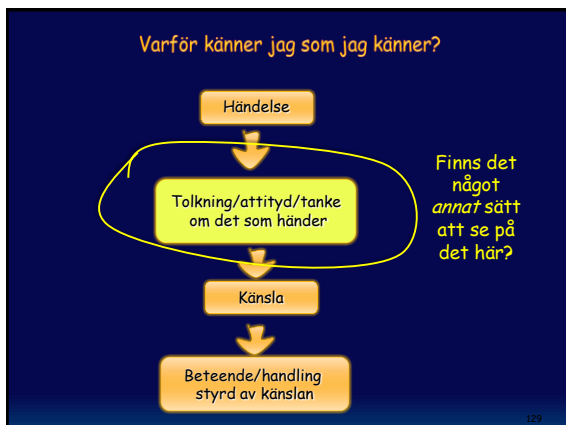 Varför känner jag som jag känner?
Händelse
Tolkning/attityd/tanke
om det som händer
Finns det
något
annat sätt
att se på
det här?
Känsla
Beteende/handling
styrd av känslan
129